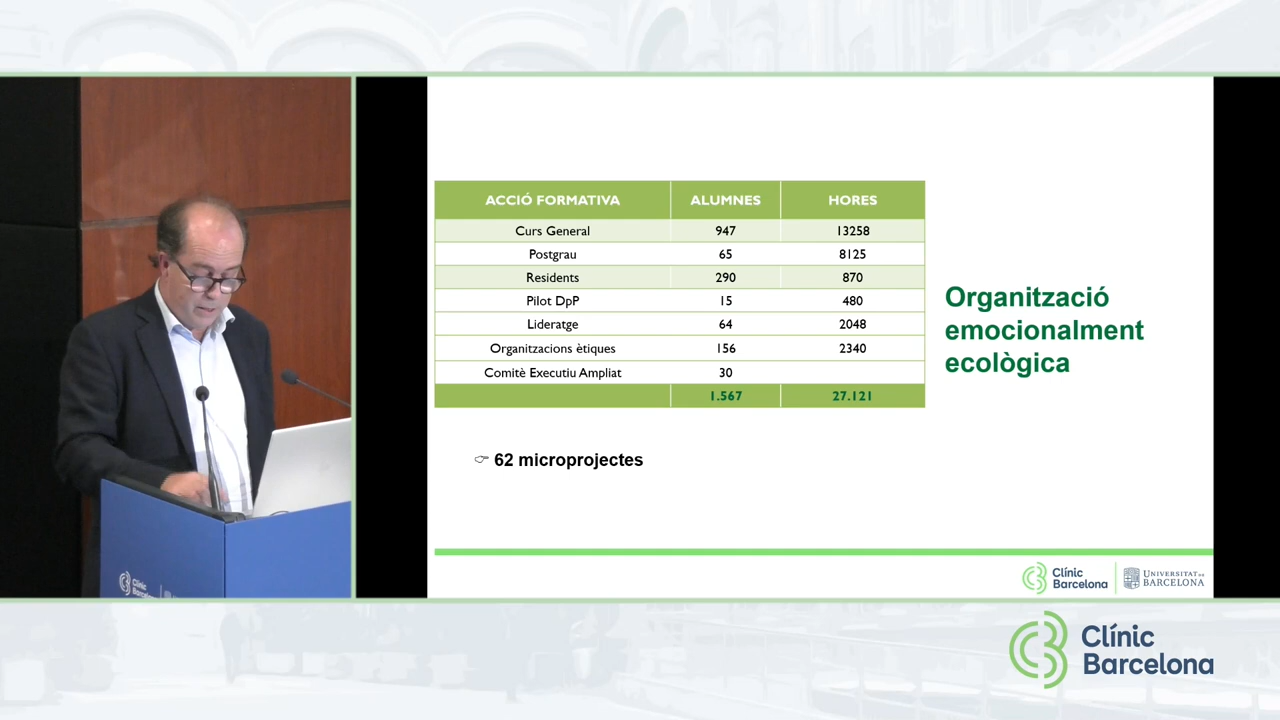 ACCIÓ FORMATIVA ALUMNES HORES
Curs General 947 13258
Postgrau 65 8125
Residents 290 870
Pilot DpP 15 480
Lideratge 64 2048
Organitzacions ètiques 156 2340
Comitè Executiu Ampliat 30
1.567 27.121
☞ 62 microprojectes
Organització
emocionalment
ecològica
Clínic
Barcelona
UNIVERSITAT DE
BARCELONA
Clínic
Barcelona
Clínic
Barcelona